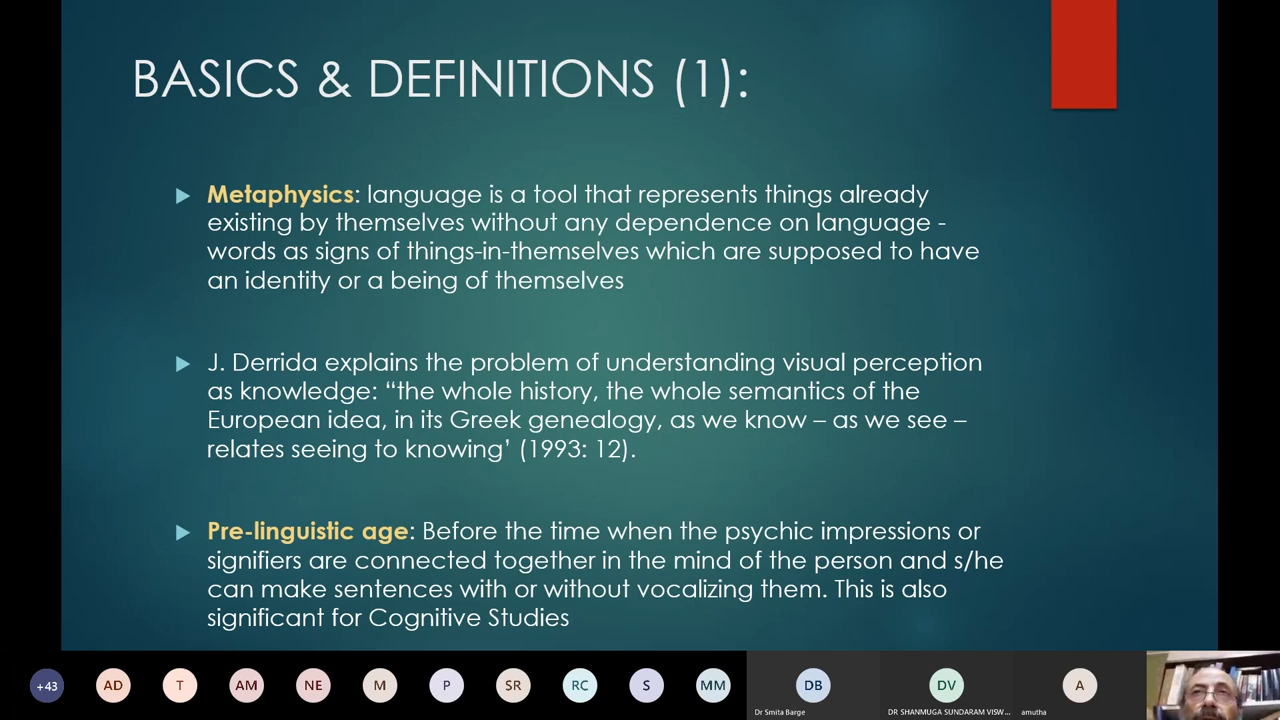 BASICS & DEFINITIONS (1):
Metaphysics: language is a tool that represents things already
existing by themselves without any dependence on language -
words as signs of things-in-themselves which are supposed to have
an identity or a being of themselves
J. Derrida explains the problem of understanding visual perception
as knowledge: “the whole history, the whole semantics of the
European idea, in its Greek genealogy, as we know – as we see –
relates seeing to knowing’ (1993: 12).
Pre-linguistic age: Before the time when the psychic impressions or
signifiers are connected together in the mind of the person and s/he
can make sentences with or without vocalizing them. This is also
significant for Cognitive Studies
+43 AD T AM NE M P SR RC S MM DB DV A
Dr Smita Barge DR SHANMUGA SUNDARAM VISW... amutha